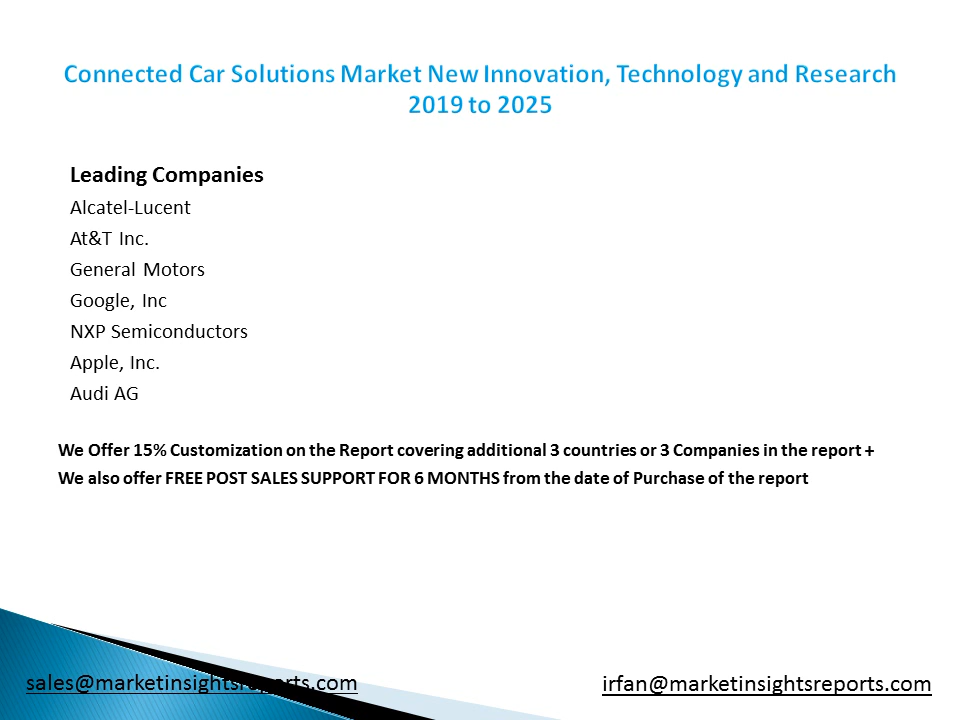 Connected Car Solutions Market New Innovation, Technology and Research
2019 to 2025
Leading Companies
Alcatel-Lucent
At&T Inc.
General Motors
Google, Inc
NXP Semiconductors
Apple, Inc.
Audi AG
We Offer 15% Customization on the Report covering additional 3 countries or 3 Companies in the report +
We also offer FREE POST SALES SUPPORT FOR 6 MONTHS from the date of Purchase of the report
sales@marketinsightsreports.com
irfan@marketinsightsreports.com